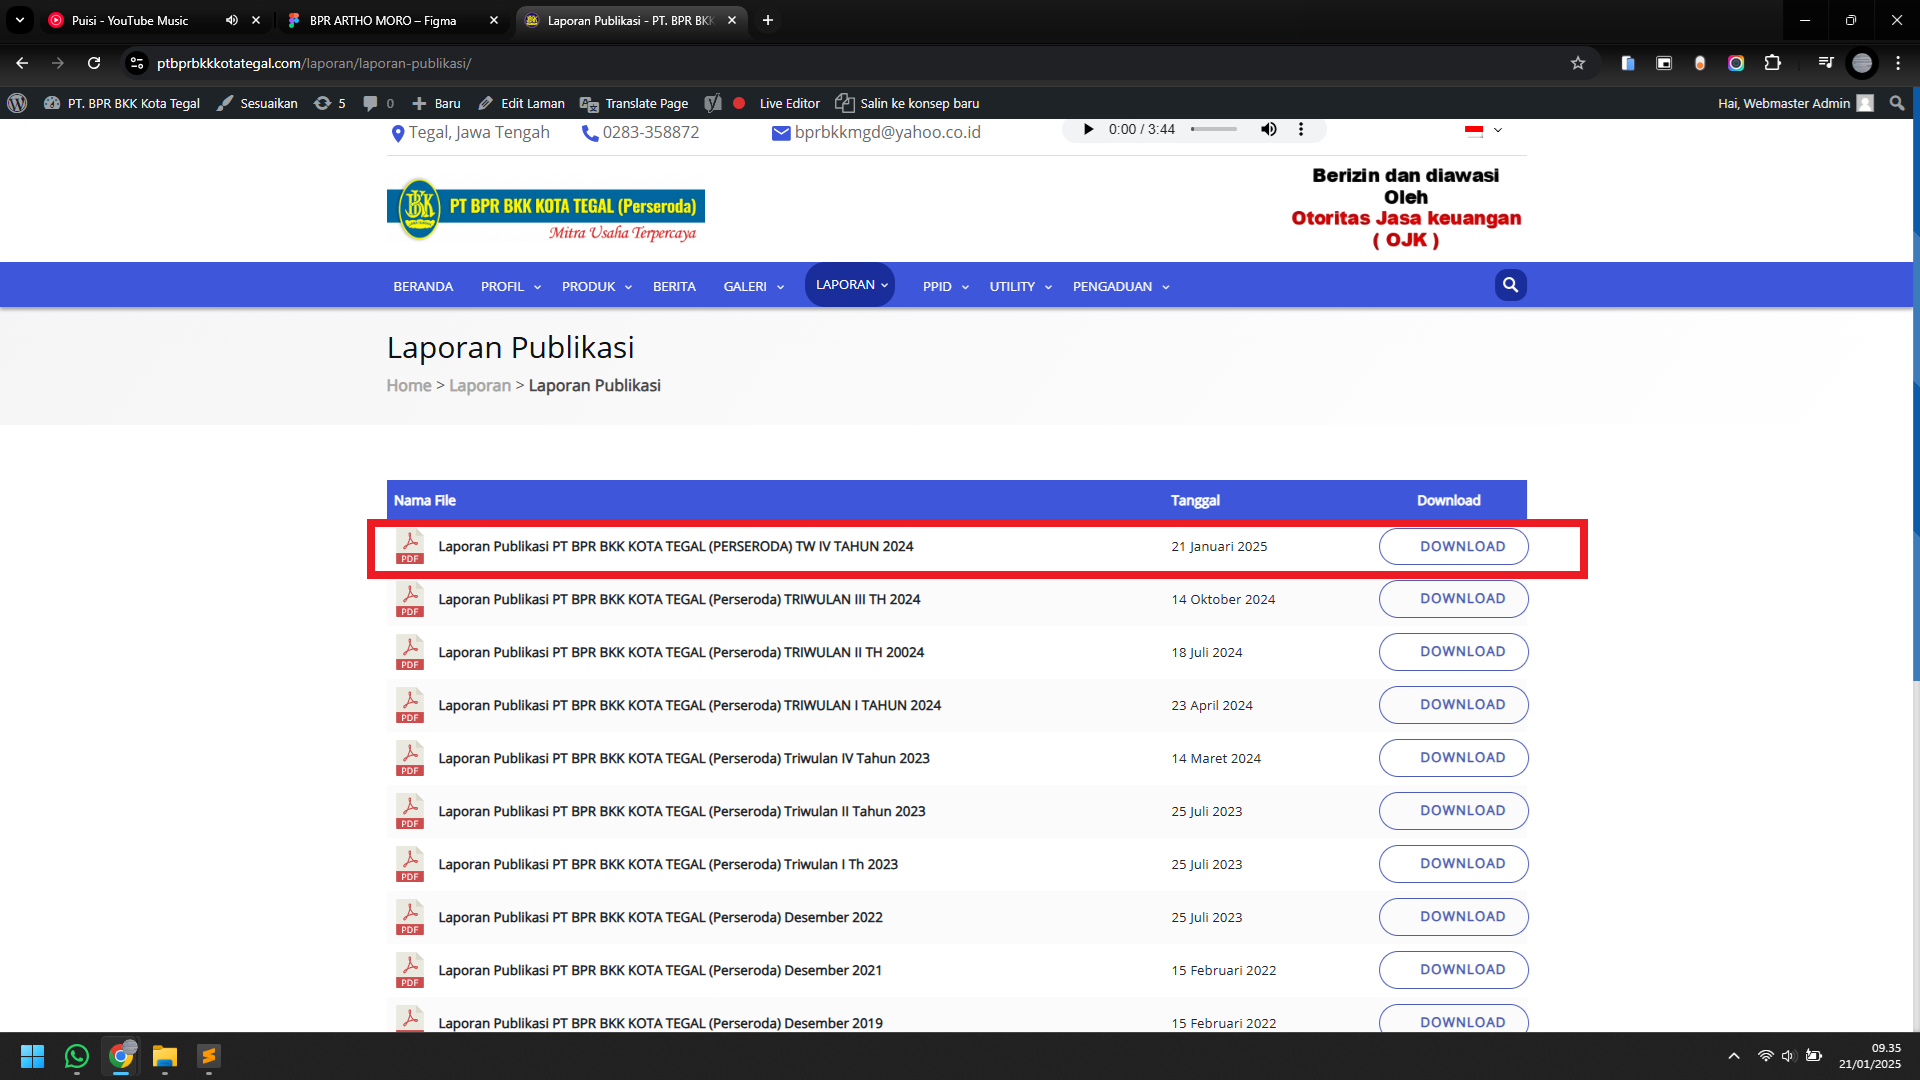 Puisi - YouTube Music
BPR ARTHO MORO – Figma
Laporan Publikasi - PT. BPR BKK
ptbprbkkkotategal.com/laporan/laporan-publikasi/
PT. BPR BKK Kota Tegal
Sesuaikan
5
0
Baru
Edit Laman
Translate Page
Live Editor
Salin ke konsep baru
Hai, Webmaster Admin
Tegal, Jawa Tengah
0283-358872
bprbkkmgd@yahoo.co.id
0:00 / 3:44
BKK
PT BPR BKK KOTA TEGAL (Perseroda)
Mitra Usaha Terpercaya
Berizin dan diawasi
Oleh
Otoritas Jasa keuangan
( OJK )
BERANDA
PROFIL
PRODUK
BERITA
GALERI
LAPORAN
PPID
UTILITY
PENGADUAN
Laporan Publikasi
Home > Laporan > Laporan Publikasi
Nama File Tanggal Download
PDF Laporan Publikasi PT BPR BKK KOTA TEGAL (PERSERODA) TW IV TAHUN 2024 21 Januari 2025 DOWNLOAD
PDF Laporan Publikasi PT BPR BKK KOTA TEGAL (Perseroda) TRIWULAN III TH 2024 14 Oktober 2024 DOWNLOAD
PDF Laporan Publikasi PT BPR BKK KOTA TEGAL (Perseroda) TRIWULAN II TH 20024 18 Juli 2024 DOWNLOAD
PDF Laporan Publikasi PT BPR BKK KOTA TEGAL (Perseroda) TRIWULAN I TAHUN 2024 23 April 2024 DOWNLOAD
PDF Laporan Publikasi PT BPR BKK KOTA TEGAL (Perseroda) Triwulan IV Tahun 2023 14 Maret 2024 DOWNLOAD
PDF Laporan Publikasi PT BPR BKK KOTA TEGAL (Perseroda) Triwulan II Tahun 2023 25 Juli 2023 DOWNLOAD
PDF Laporan Publikasi PT BPR BKK KOTA TEGAL (Perseroda) Triwulan I Th 2023 25 Juli 2023 DOWNLOAD
PDF Laporan Publikasi PT BPR BKK KOTA TEGAL (Perseroda) Desember 2022 25 Juli 2023 DOWNLOAD
PDF Laporan Publikasi PT BPR BKK KOTA TEGAL (Perseroda) Desember 2021 15 Februari 2022 DOWNLOAD
Laporan Publikasi PT BPR BKK KOTA TEGAL (Perseroda) Desember 2019 15 Februari 2022 DOWNLOAD
09.35
21/01/2025